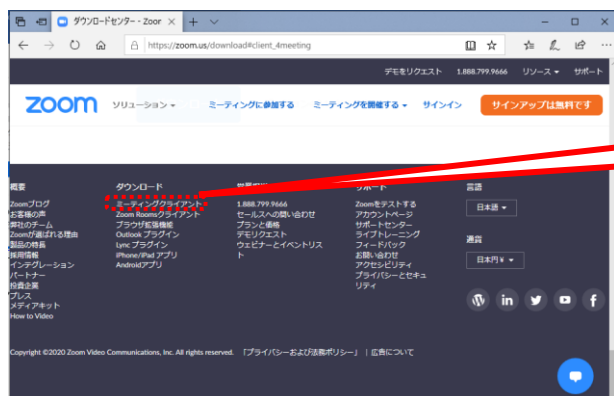 ダウンロードセンター - Zoor
https://zoom.us/download#client_4meeting
デモをリクエスト 1.888.799.9666 リソース サポート
zoom ソリューション ミーティングに参加する ミーティングを開催する サインイン サインアップは無料です
概要
Zoomブログ
お客様の声
弊社のチーム
Zoomが選ばれる理由
製品の特長
採用情報
インテグレーション
パートナー
投資企業
プレス
メディアキット
How to Video
ダウンロード
ミーティングクライアント
Zoom Roomsクライアント
ブラウザ拡張機能
Outlook プラグイン
Lync プラグイン
iPhone/iPad アプリ
Androidアプリ
1.888.799.9666
セールスへの問い合わせ
プランと価格
デモリクエスト
ウェビナーとイベントリス
ト
サポート
Zoomをテストする
アカウントページ
サポートセンター
ライブトレーニング
フィードバック
お問い合わせ
アクセシビリティ
プライバシーとセキュ
リティ
言語
日本語
通貨
日本円 ¥
Copyright ©2020 Zoom Video Communications, Inc. All rights reserved. 「プライバシーおよび法務ポリシー」 | 広告について